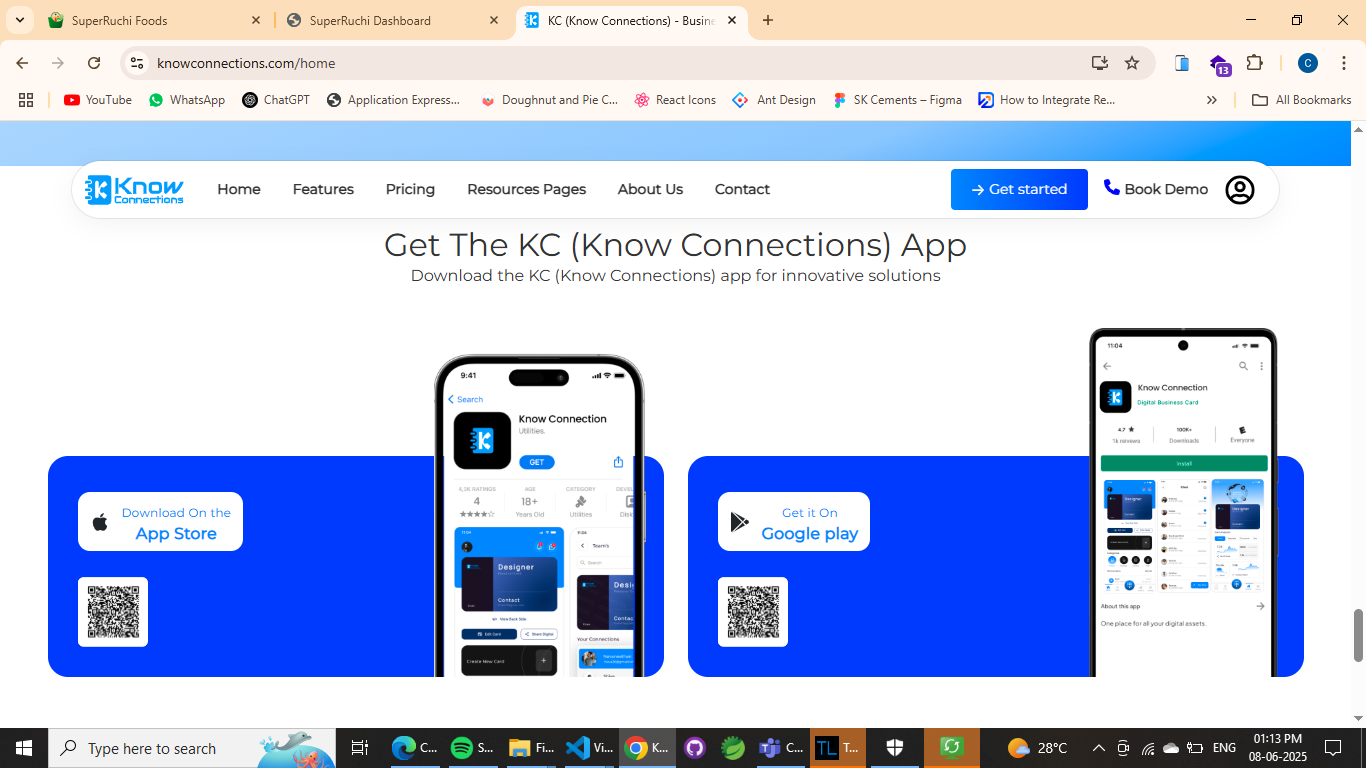 SuperRuchi Foods
SuperRuchi Dashboard
KC (Know Connections) - Busine
knowconnections.com/home
13
C
YouTube
WhatsApp
ChatGPT
Application Express...
Doughnut and Pie C...
React Icons
Ant Design
SK Cements – Figma
How to Integrate Re...
All Bookmarks
Know Connections
Home
Features
Pricing
Resources Pages
About Us
Contact
Get started
Book Demo
Get The KC (Know Connections) App
Download the KC (Know Connections) app for innovative solutions
Download On the
App Store
9:41
Search
Know Connection
Utilities.
GET
RATINGS
AGE
CATEGORY
4
18+
Years Old
Utilities
11:04
Team's
Search
Designer
Contact
View Back Side
Edit Card
Share Digital
Your Connections
Create New Card
Get it On
Google play
11:04
Know Connection
Digital Business Card
4.7
100K+
1k reviews
Downloads
Everyone
Install
Designer
About this app
One place for all your digital assets.
Type here to search
C...
S...
Fi...
Vi...
K...
C...
TL
T...
28°C
ENG
01:13 PM
08-06-2025